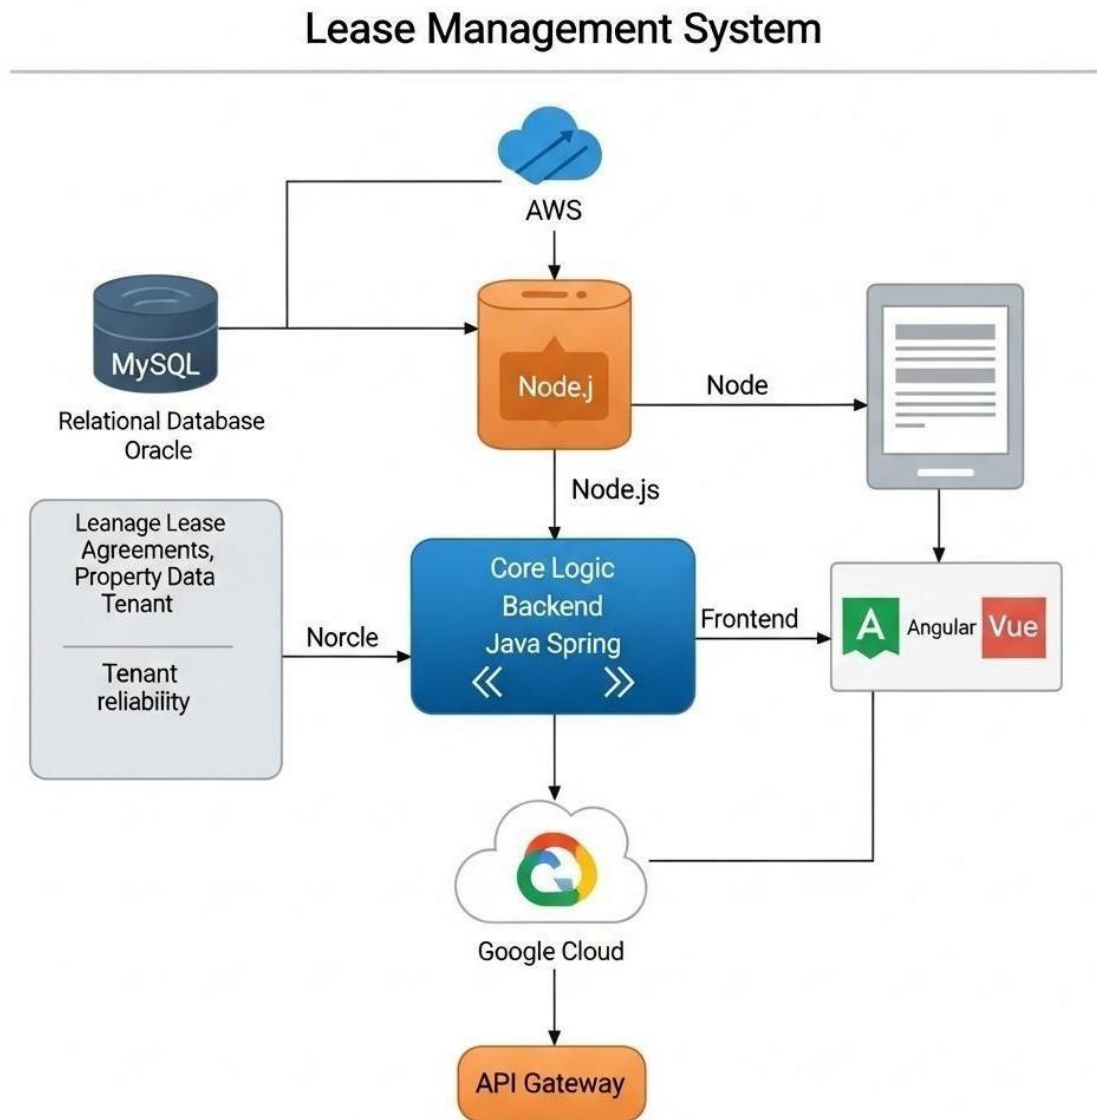 Lease Management System
AWS
MySQL
Relational Database
Oracle
Node.j
Node
Node.js
Leanage Lease
Agreements,
Property Data
Tenant
Tenant
reliability
Norcle
Core Logic
Backend
Java Spring
Frontend
A
Angular
Vue
Google Cloud
API Gateway